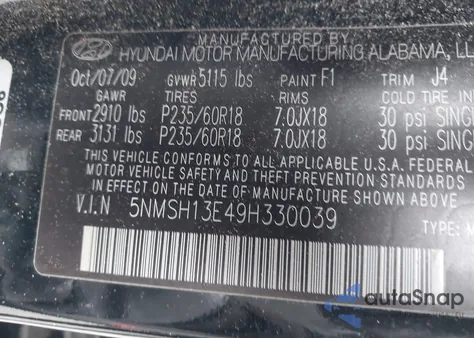 MANUFACTURED BY
HYUNDAI MOTOR MANUFACTURING ALABAMA, LL
Oct/07/09 GVWR 5115 lbs PAINT F1 TRIM J4
GAWR TIRES RIMS COLD TIRE IN
FRONT 2910 lbs P235/60R18 7.0JX18 30 psi SINGL
REAR 3131 lbs P235/60R18 7.0JX18 30 psi SINGL
THIS VEHICLE CONFORMS TO ALL APPLICABLE U.S.A. FEDERAL
MOTOR VEHICLE SAFETY AND THEFT PREVENTION STANDARDS
IN EFFECT ON THE DATE OF MANUFACTURE SHOWN ABOVE.
V.I.N 5NMSH13E49H330039 TYPE: M
autoSnap